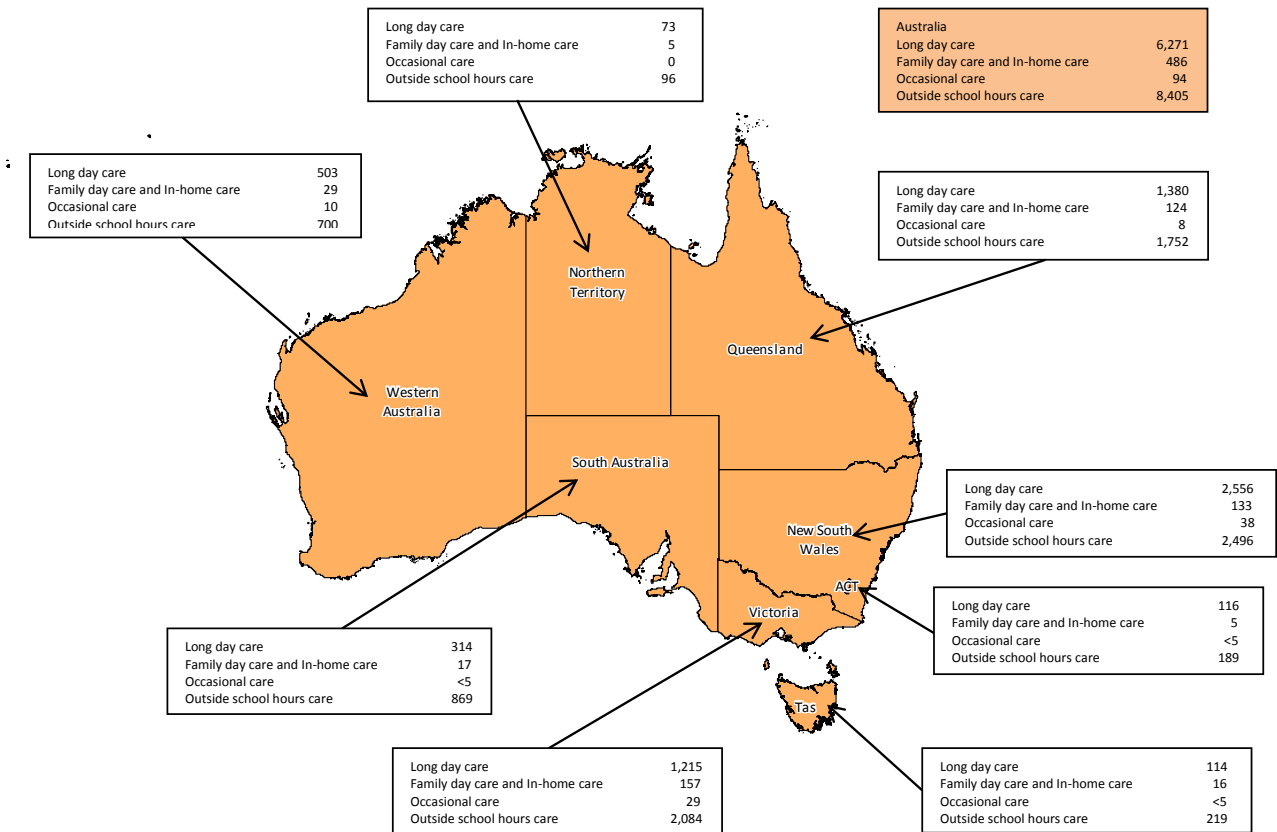 Long day care 73
Family day care and In-home care 5
Occasional care 0
Outside school hours care 96
Australia
Long day care 6,271
Family day care and In-home care 486
Occasional care 94
Outside school hours care 8,405
Long day care 503
Family day care and In-home care 29
Occasional care 10
Outside school hours care 700
Long day care 1,380
Family day care and In-home care 124
Occasional care 8
Outside school hours care 1,752
Northern
Territory
Queensland
Western
Australia
South Australia
New South
Wales
ACT
Victoria
Tas
Long day care 2,556
Family day care and In-home care 133
Occasional care 38
Outside school hours care 2,496
Long day care 116
Family day care and In-home care 5
Occasional care <5
Outside school hours care 189
Long day care 314
Family day care and In-home care 17
Occasional care <5
Outside school hours care 869
Long day care 1,215
Family day care and In-home care 157
Occasional care 29
Outside school hours care 2,084
Long day care 114
Family day care and In-home care 16
Occasional care <5
Outside school hours care 219